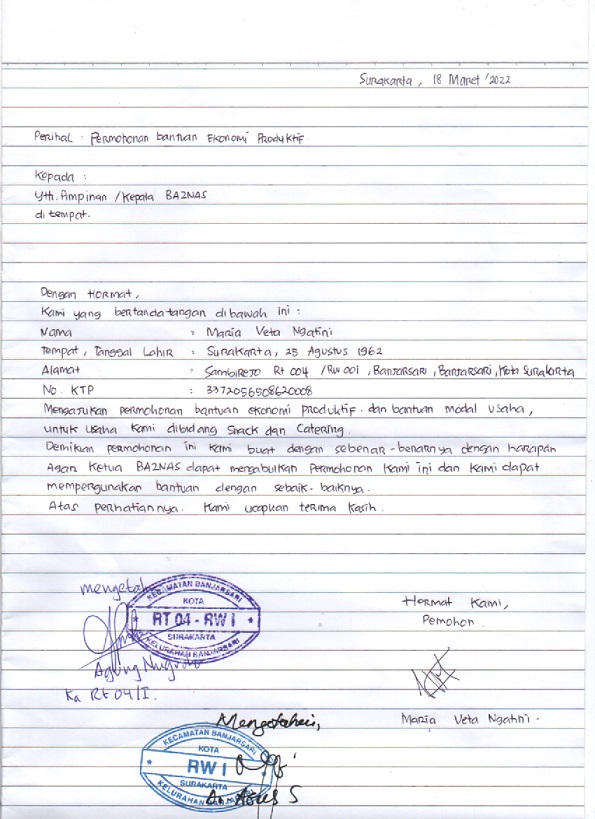 Surakarta, 18 Maret '2022
Perihal : Permohonan bantuan Ekonomi Produktif
Kepada :
Yth. Pimpinan / Kepala BAZNAS
di tempat.
Dengan Hormat,
Kami yang bertanda tangan dibawah ini :
Nama : Maria Veta Ngatini
Tempat, Tanggal Lahir : Surakarta, 25 Agustus 1962
Alamat : Sambirejo Rt 004 / Rw 001, Banjarsari, Banjarsari, Kota Surakarta
No. KTP : 3372056508620008
Mengajukan permohonan bantuan ekonomi produktif dan bantuan modal usaha,
untuk usaha kami dibidang Snack dan Catering.
Demikian permohonan ini kami buat dengan sebenar-benarnya dengan harapan
Agar Ketua BAZNAS dapat mengabulkan Permohonan kami ini dan kami dapat
mempergunakan bantuan dengan sebaik-baiknya.
Atas perhatiannya. Kami ucapkan terima kasih.
Hormat Kami,
Pemohon.
Maria Veta Ngatini.
KECAMATAN BANJARSARI
KOTA
RT 04 - RW I
SURAKARTA
KELURAHAN BANJARSARI
Agung
Ka Rt 04/I.
Mengetahui,
KECAMATAN BANJARSARI
KOTA
RW I
SURAKARTA
KELURAHAN BANJARSARI
Agus S